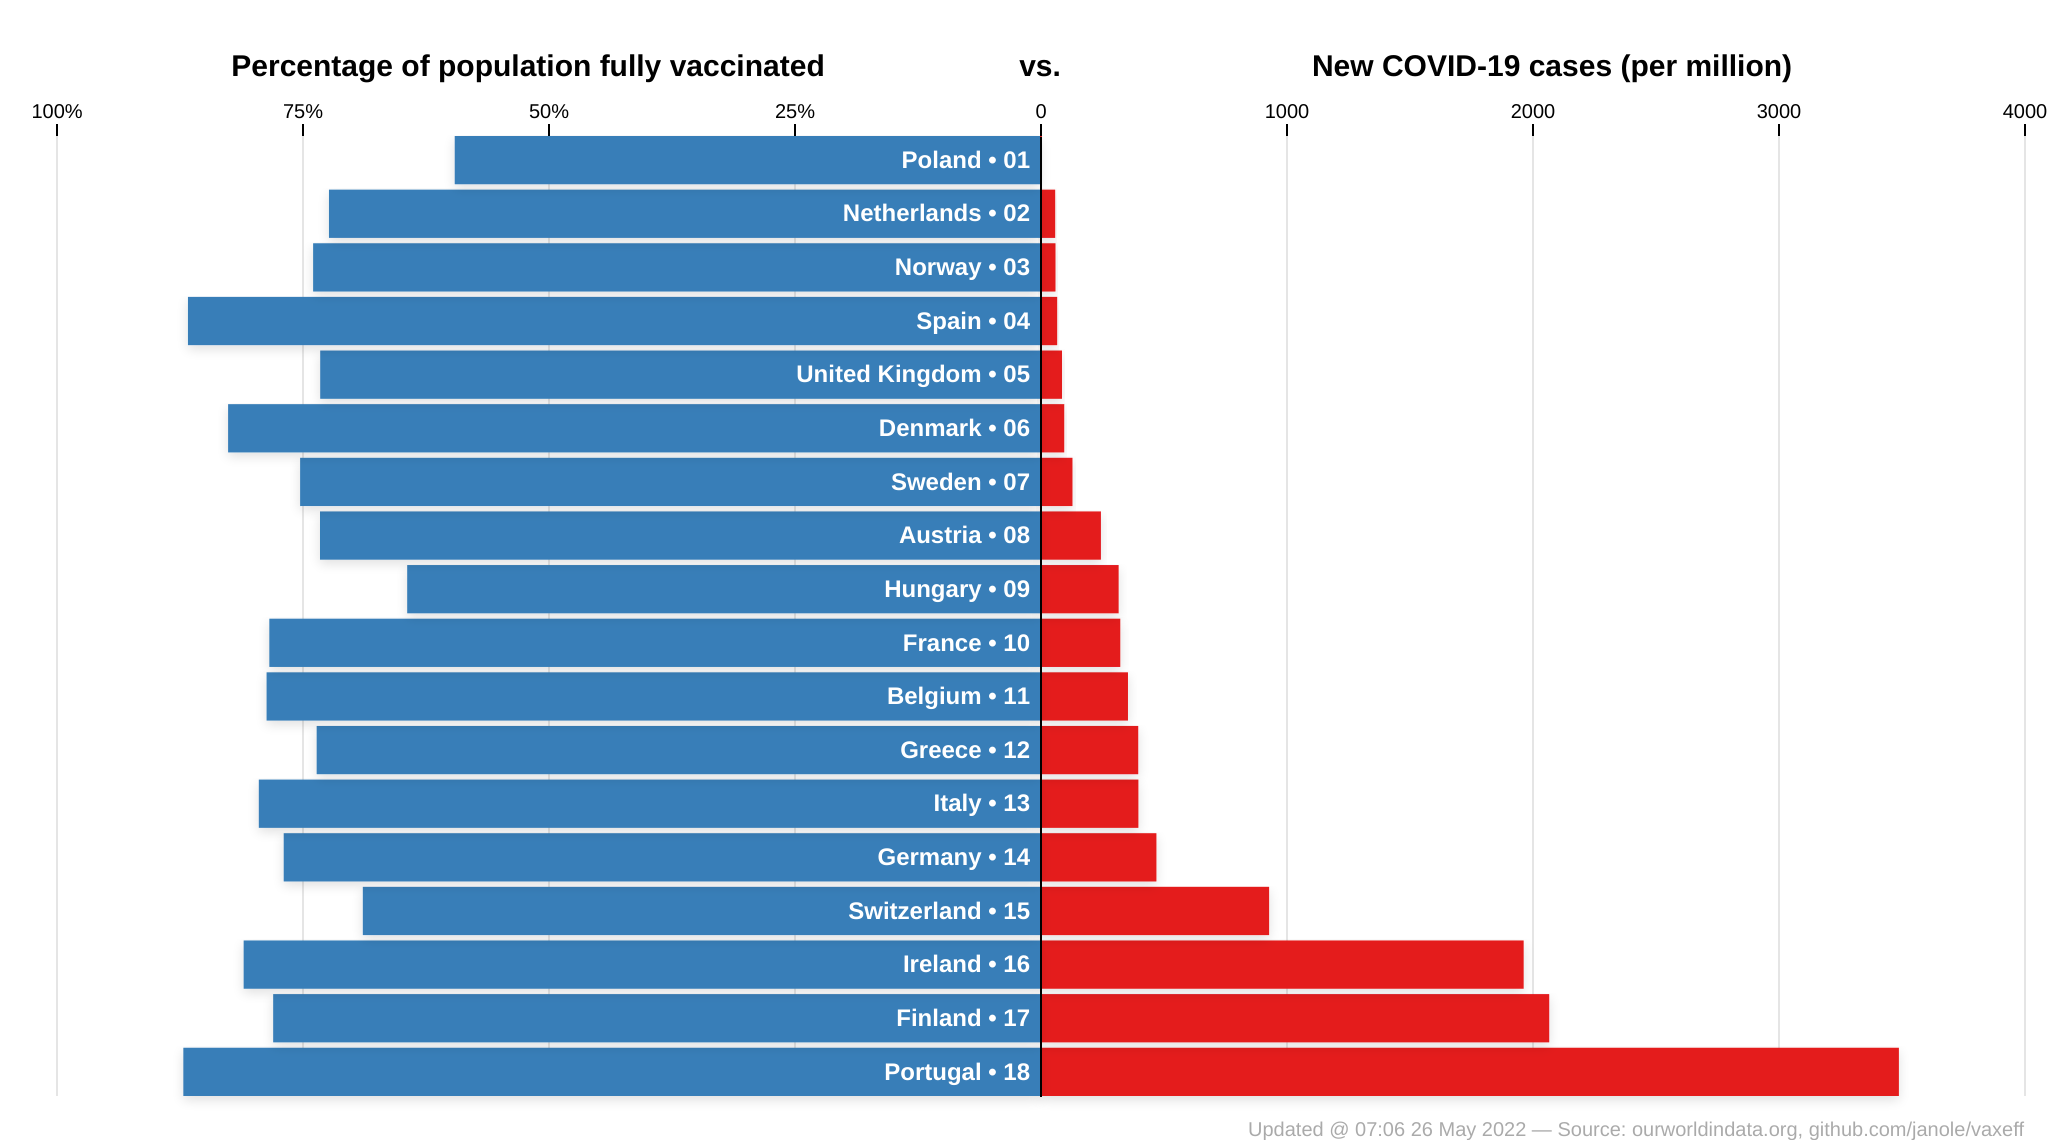 Percentage of population fully vaccinated vs. New COVID-19 cases (per million)
100% 75% 50% 25% 0 1000 2000 3000 4000
Poland • 01
Netherlands • 02
Norway • 03
Spain • 04
United Kingdom • 05
Denmark • 06
Sweden • 07
Austria • 08
Hungary • 09
France • 10
Belgium • 11
Greece • 12
Italy • 13
Germany • 14
Switzerland • 15
Ireland • 16
Finland • 17
Portugal • 18
Updated @ 07:06 26 May 2022 — Source: ourworldindata.org, github.com/janole/vaxeff